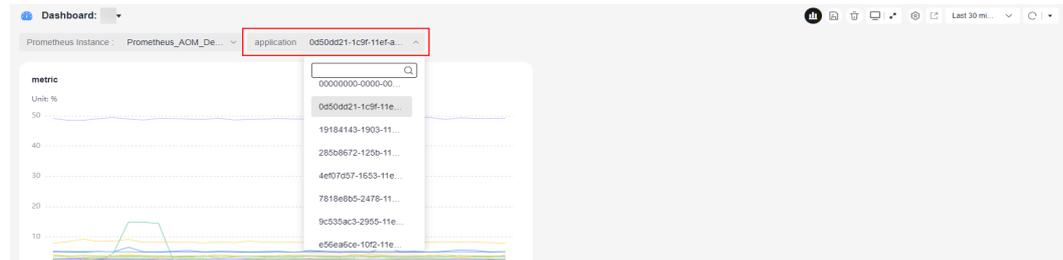 Dashboard:
Last 30 mi...
Prometheus Instance : Prometheus_AOM_De...
application 0d50dd21-1c9f-11ef-a...
metric
Unit: %
50
40
30
20
10
00000000-0000-00...
0d50dd21-1c9f-11e...
19184143-1903-11...
285b8672-125b-11...
4ef07d57-1653-11e...
7818e8b5-2478-11...
9c535ac3-2955-11e...
e56ea6ce-10f2-11e...